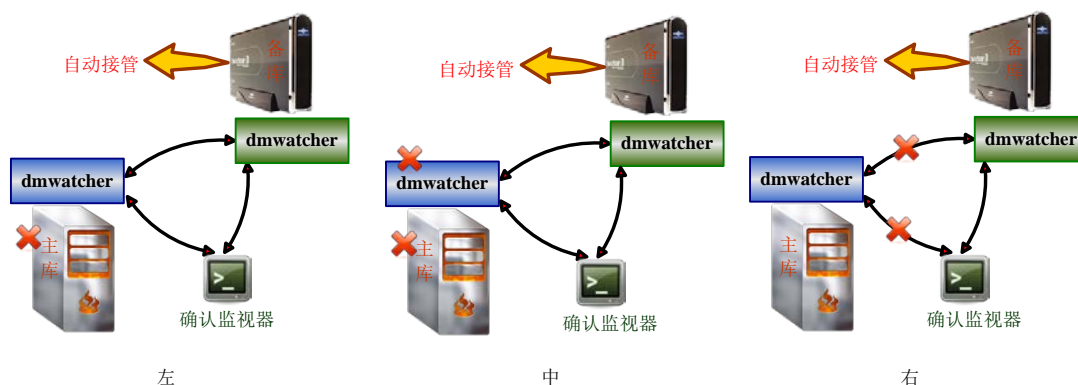 自动接管
备库
dmwatcher
dmwatcher
主库
>_
确认监视器
左
自动接管
备库
dmwatcher
dmwatcher
主库
>_
确认监视器
中
自动接管
备库
dmwatcher
dmwatcher
主库
>_
确认监视器
右